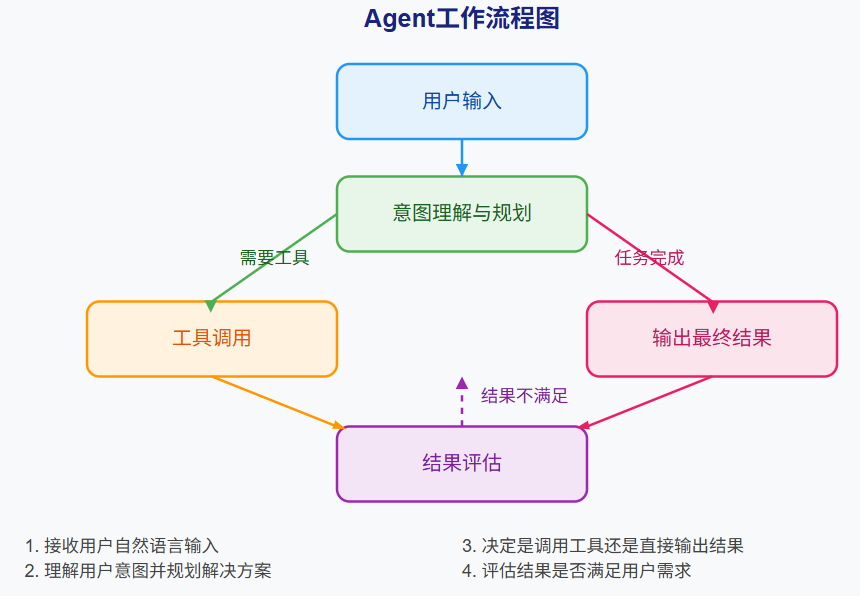 Agent工作流程图
用户输入
意图理解与规划
需要工具
任务完成
工具调用
输出最终结果
结果不满足
结果评估
1. 接收用户自然语言输入
2. 理解用户意图并规划解决方案
3. 决定是调用工具还是直接输出结果
4. 评估结果是否满足用户需求